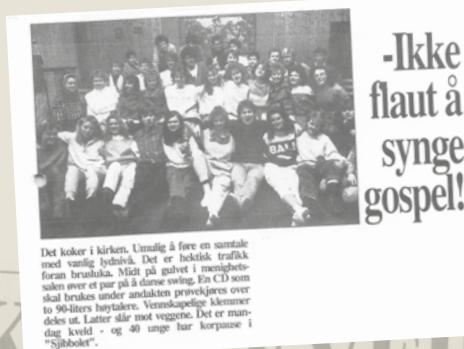 -Ikke
flaut å
synge
gospel!
Det koker i kirken. Umulig å føre en samtale
med vanlig lydnivå. Det er hektisk trafikk
foran brusluka. Midt på gulvet i menighets-
salen øver et par på å danse swing. En CD som
skal brukes under andakten prøvekjøres over
to 90-liters høytalere. Vennskapelige klemmer
deles ut. Latter slår mot veggene. Det er man-
dag kveld - og 40 unge har korpause i
"Sjibbolet".